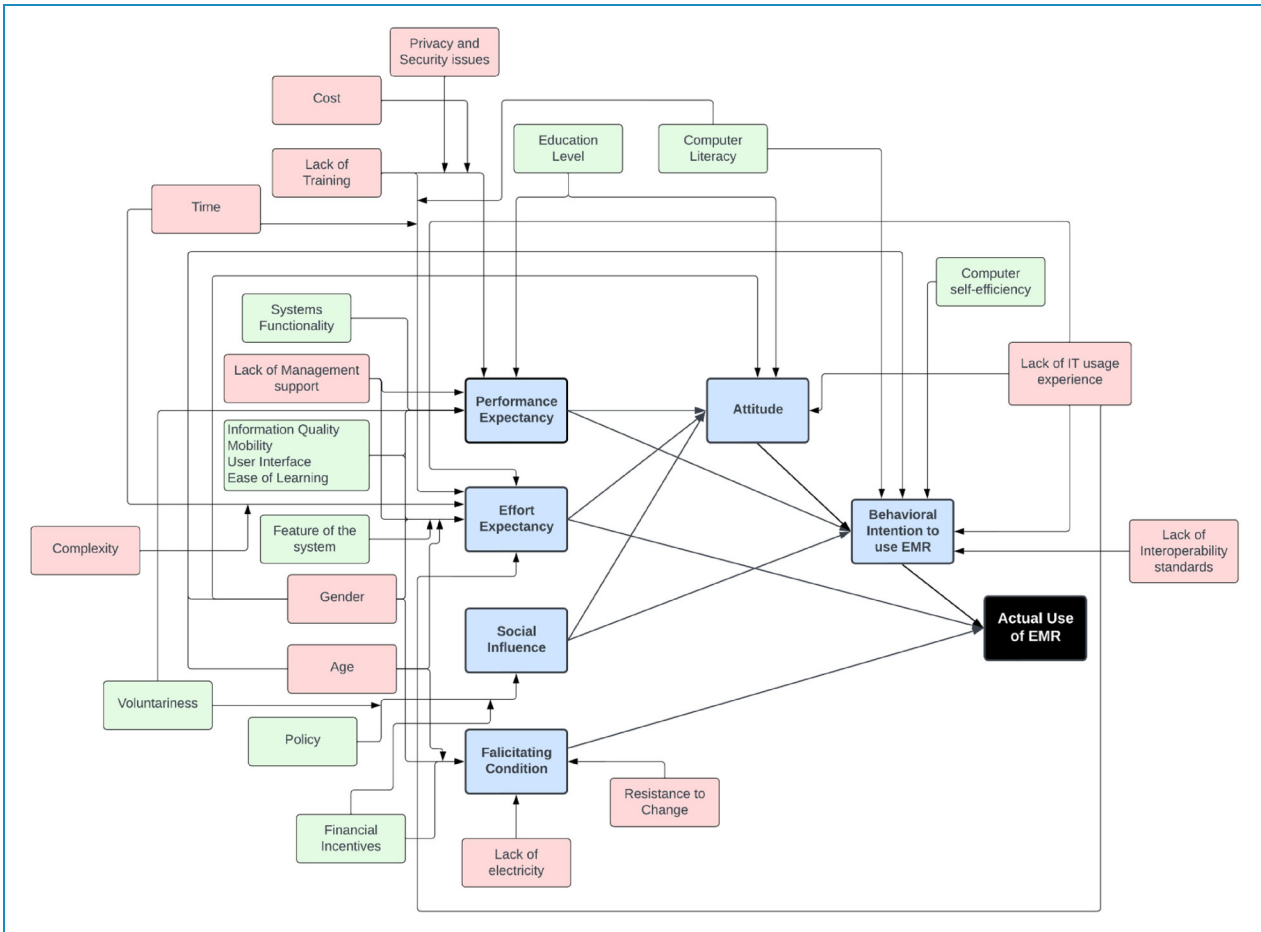 Privacy and
Security issues
Cost
Education
Level
Computer
Literacy
Lack of
Training
Time
Computer
self-efficiency
Systems
Functionality
Lack of IT usage
experience
Lack of Management
support
Performance
Expectancy
Attitude
Information Quality
Mobility
User Interface
Ease of Learning
Effort
Expectancy
Behavioral
Intention to
use EMR
Feature of the
system
Complexity
Lack of
Interoperability
standards
Gender
Social
Influence
Actual Use
of EMR
Age
Voluntariness
Policy
Falicitating
Condition
Resistance to
Change
Financial
Incentives
Lack of
electricity